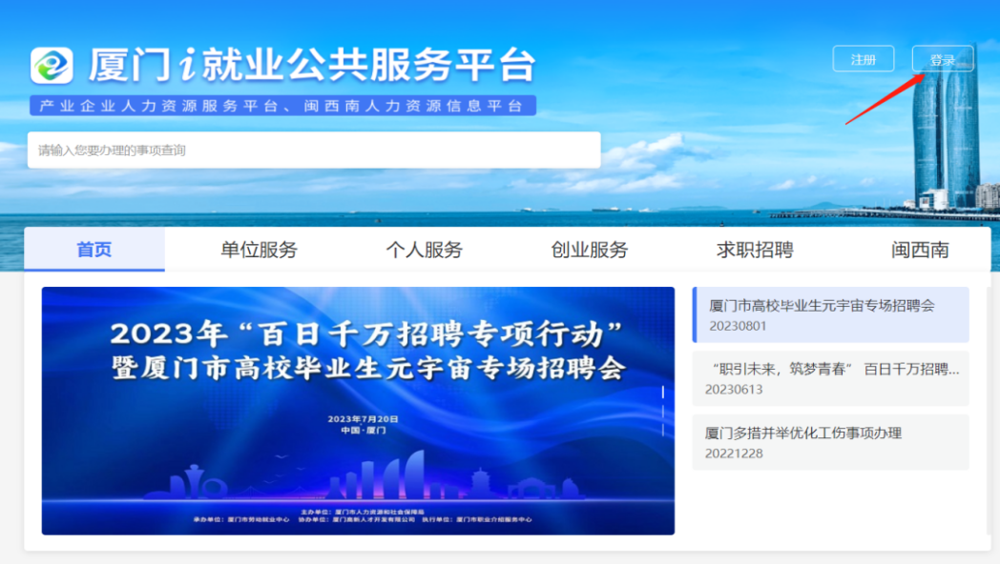 厦门i就业公共服务平台
注册
登录
产业企业人力资源服务平台、闽西南人力资源信息平台
请输入您要办理的事项查询
首页
单位服务
个人服务
创业服务
求职招聘
闽西南
2023年“百日千万招聘专项行动”
暨厦门市高校毕业生元宇宙专场招聘会
2023年7月20日
中国·厦门
主办单位：厦门市人力资源和社会保障局
承办单位：厦门市劳动就业中心 协办单位：厦门高新人才开发有限公司 执行单位：厦门市职业介绍服务中心
厦门市高校毕业生元宇宙专场招聘会
20230801
“职引未来，筑梦青春” 百日千万招聘...
20230613
厦门多措并举优化工伤事项办理
20221228